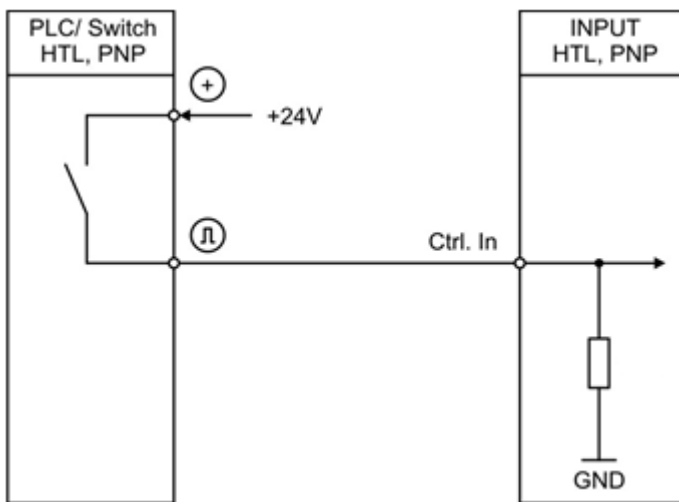 PLC/ Switch
HTL, PNP
INPUT
HTL, PNP
+
+24V
Ctrl. In
GND